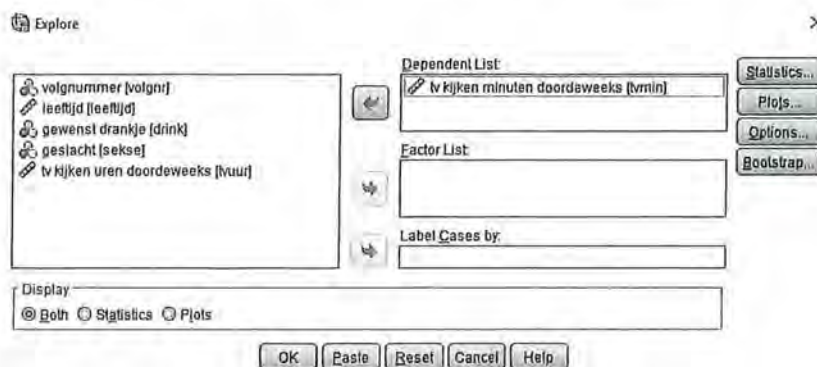 Explore
Dependent List:
volgnummer [volgnr]
leeftijd [leeftijd]
gewenst drankje [drink]
geslacht [sekse]
tv kijken uren doordeweeks [tvuur]
tv kijken minuten doordeweeks [tvmin]
Factor List:
Label Cases by:
Statistics...
Plots...
Options...
Bootstrap...
Display
Both
Statistics
Plots
OK
Paste
Reset
Cancel
Help